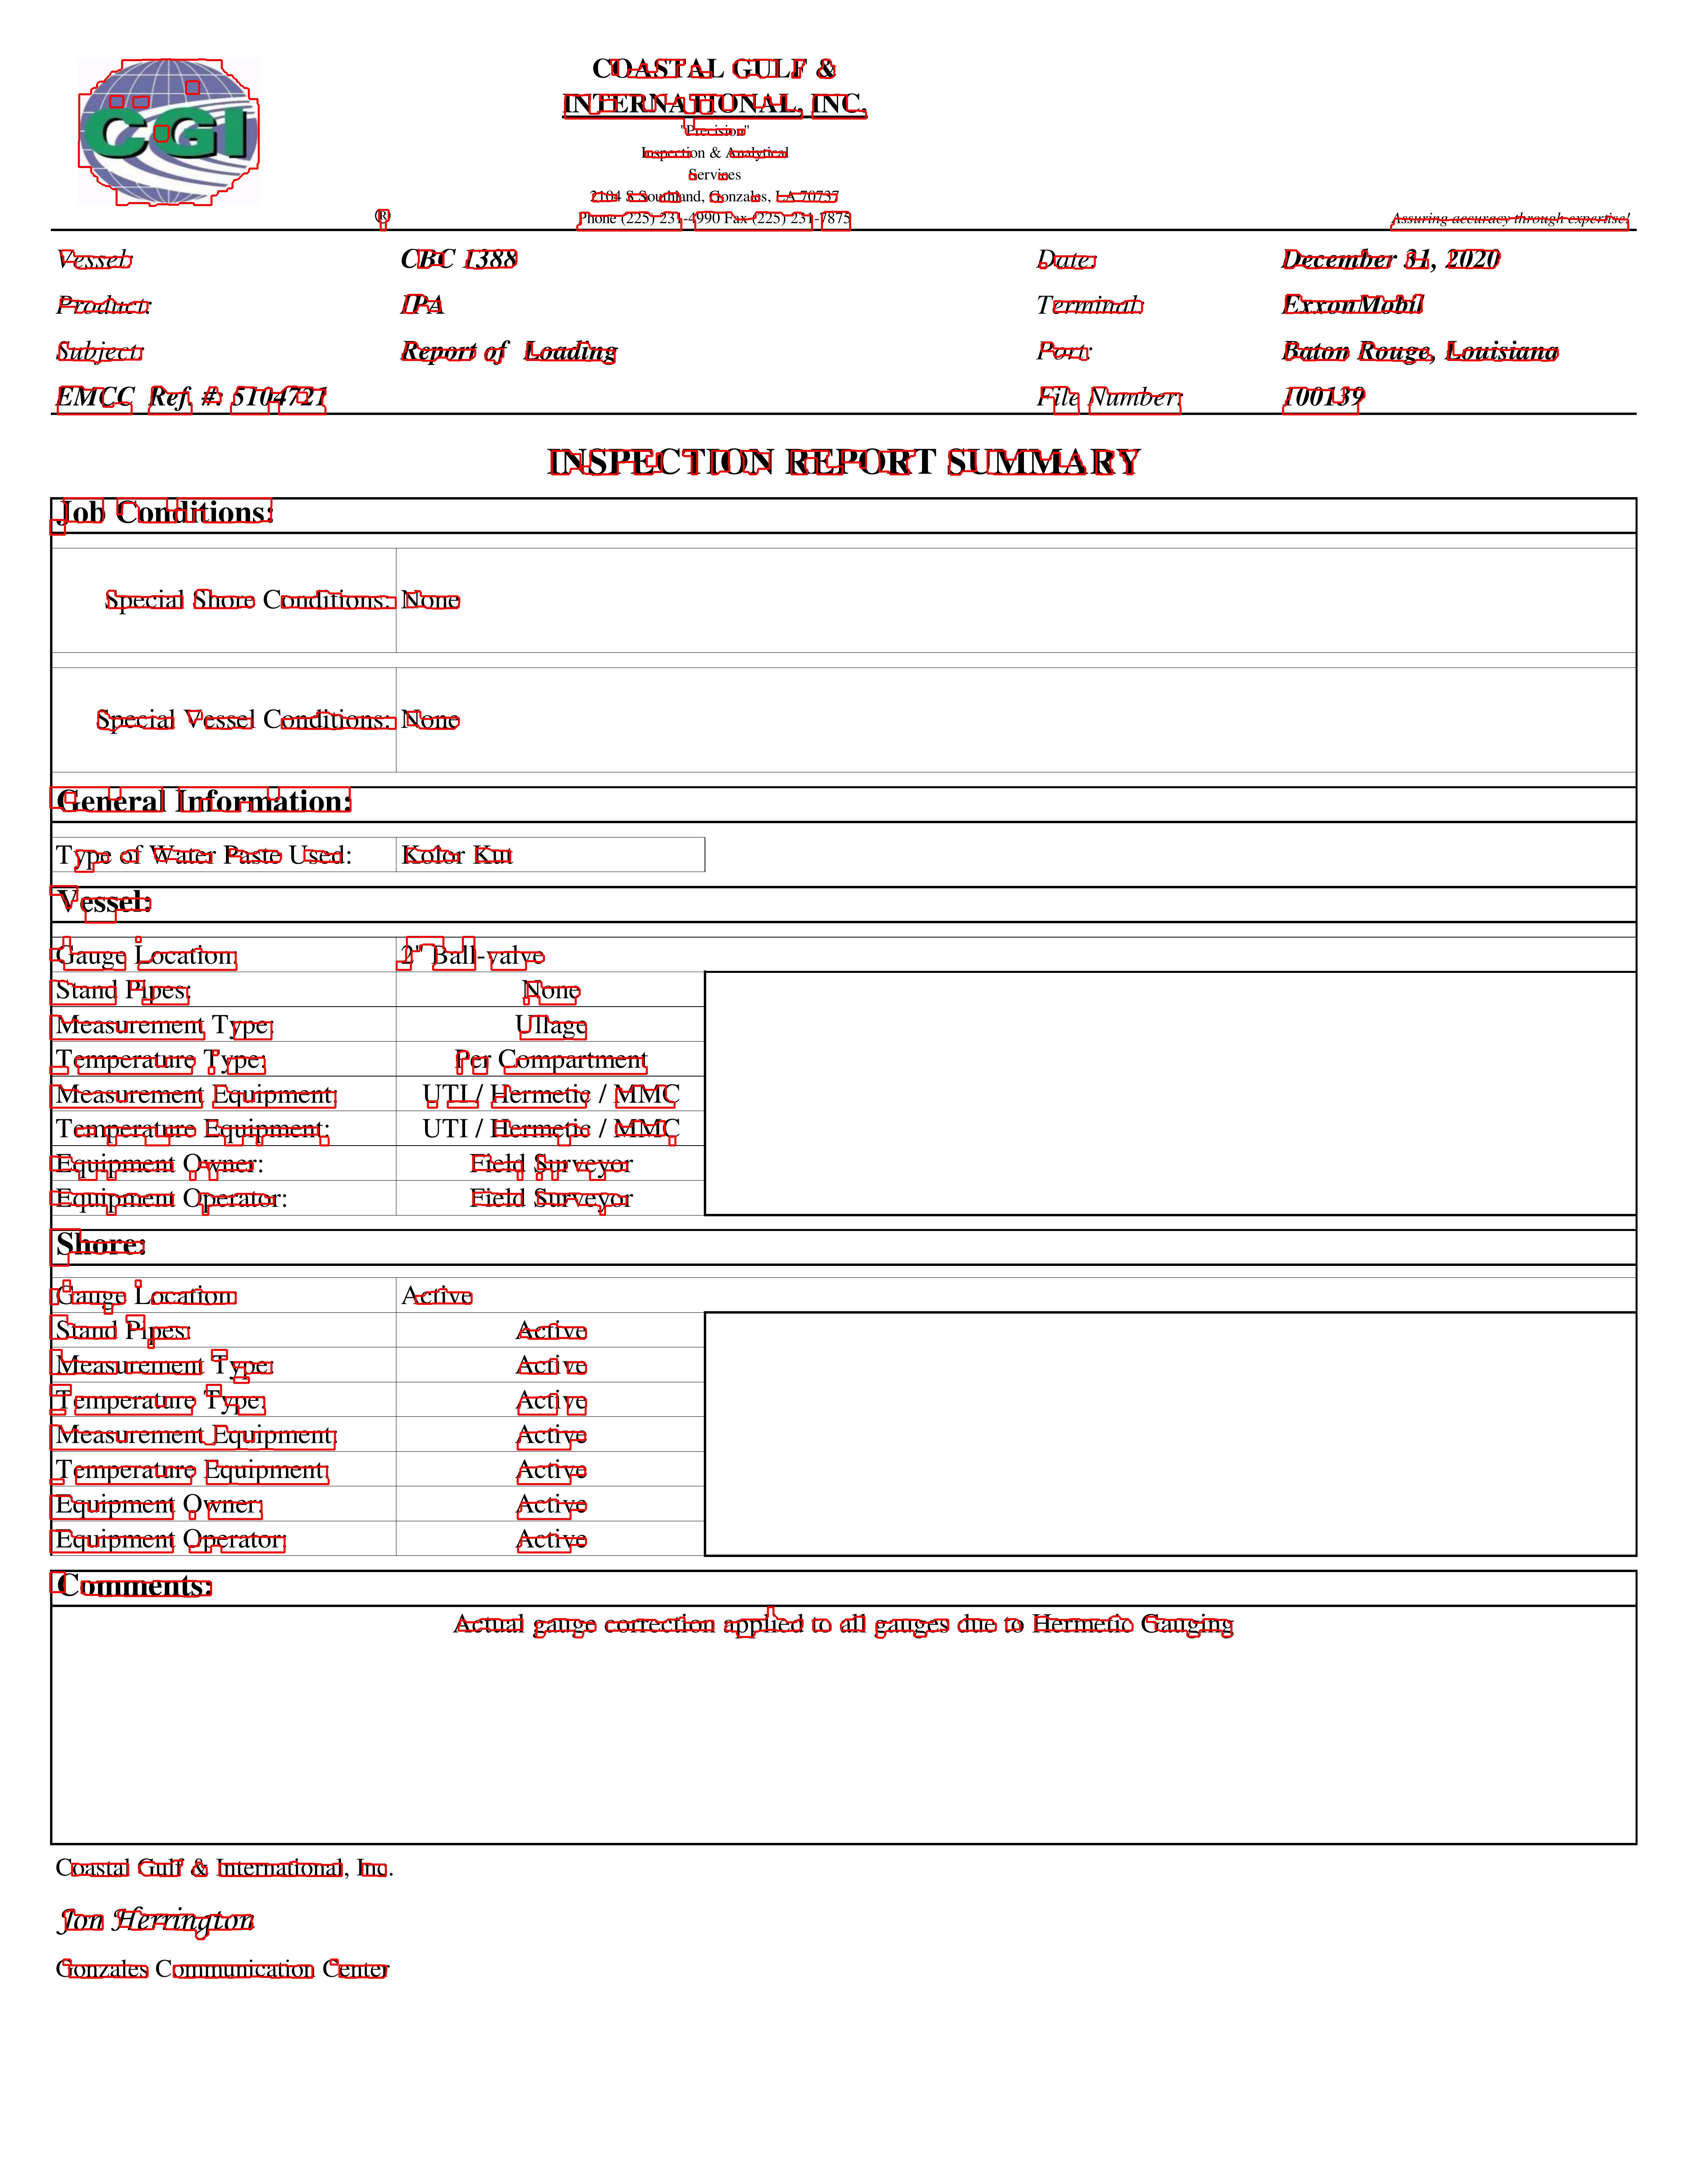 CGI
COASTAL GULF &
INTERNATIONAL, INC.
"Precision"
Inspection & Analytical
Services
2104 S Southland, Gonzales, LA 70737
® Phone (225) 231-4990 Fax (225) 231-7875 Assuring accuracy through expertise!
Vessel: CBC 1388 Date: December 31, 2020
Product: IPA Terminal: ExxonMobil
Subject: Report of Loading Port: Baton Rouge, Louisiana
EMCC Ref. #: 5104721 File Number: 100139
INSPECTION REPORT SUMMARY
Job Conditions:
Special Shore Conditions: None
Special Vessel Conditions: None
General Information:
Type of Water Paste Used: Kolor Kut
Vessel:
Gauge Location: 2" Ball-valve
Stand Pipes: None
Measurement Type: Ullage
Temperature Type: Per Compartment
Measurement Equipment: UTI / Hermetic / MMC
Temperature Equipment: UTI / Hermetic / MMC
Equipment Owner: Field Surveyor
Equipment Operator: Field Surveyor
Shore:
Gauge Location: Active
Stand Pipes: Active
Measurement Type: Active
Temperature Type: Active
Measurement Equipment: Active
Temperature Equipment: Active
Equipment Owner: Active
Equipment Operator: Active
Comments:
Actual gauge correction applied to all gauges due to Hermetic Gauging
Coastal Gulf & International, Inc.
Jon Herrington
Gonzales Communication Center